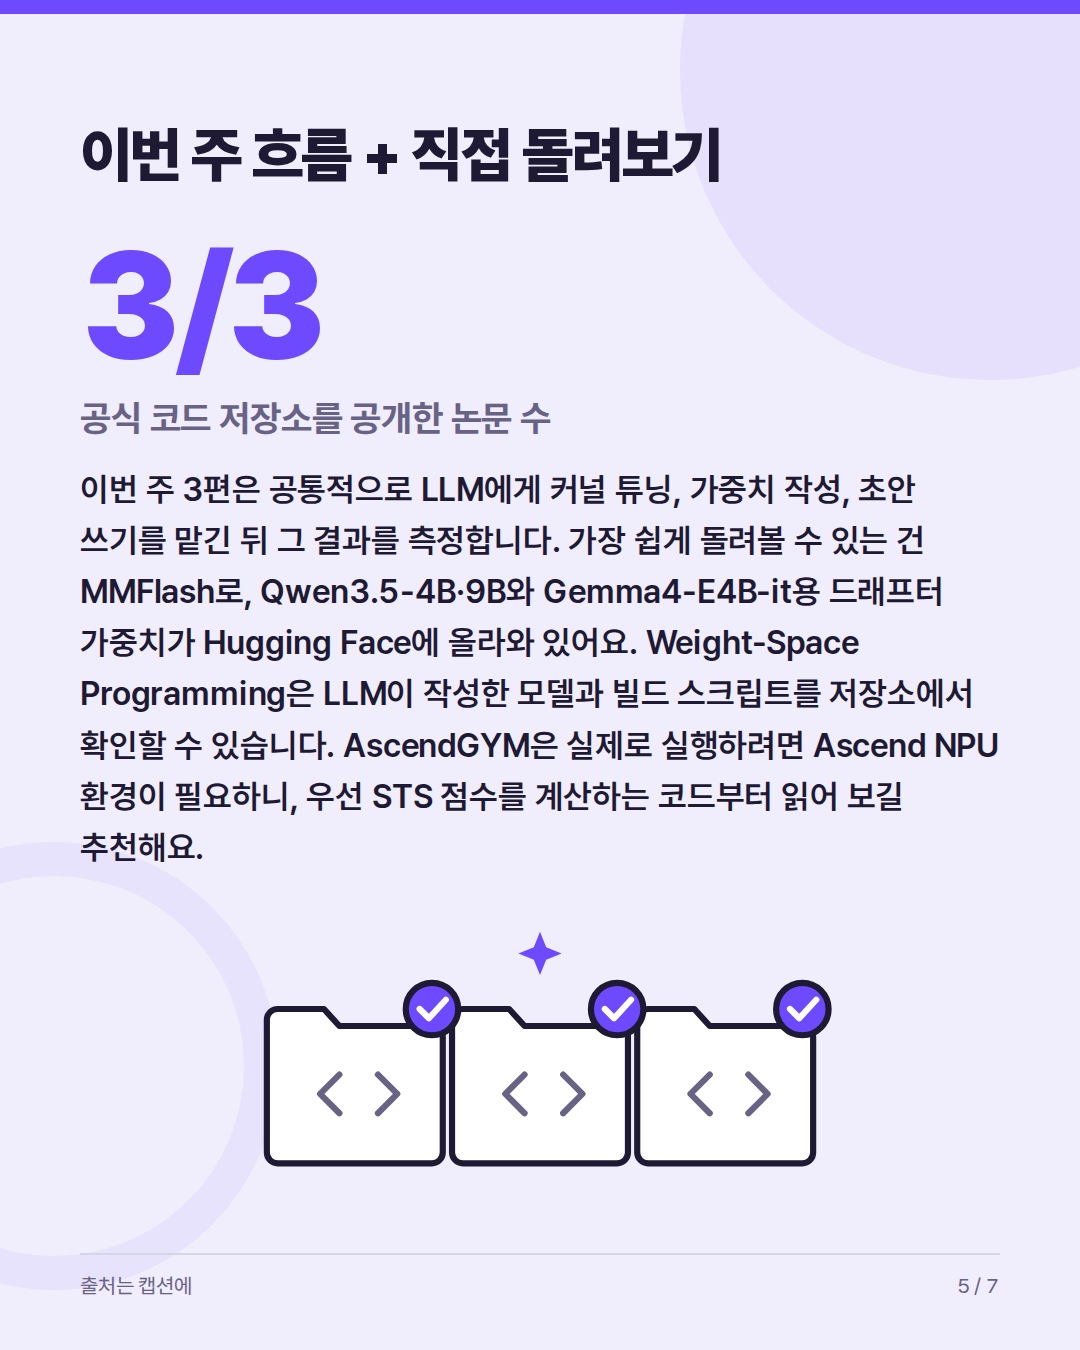 이번 주 흐름 + 직접 돌려보기
3/3
공식 코드 저장소를 공개한 논문 수
이번 주 3편은 공통적으로 LLM에게 커널 튜닝, 가중치 작성, 초안
쓰기를 맡긴 뒤 그 결과를 측정합니다. 가장 쉽게 돌려볼 수 있는 건
MMFlash로, Qwen3.5-4B·9B와 Gemma4-E4B-it용 드래프터
가중치가 Hugging Face에 올라와 있어요. Weight-Space
Programming은 LLM이 작성한 모델과 빌드 스크립트를 저장소에서
확인할 수 있습니다. AscendGYM은 실제로 실행하려면 Ascend NPU
환경이 필요하니, 우선 STS 점수를 계산하는 코드부터 읽어 보길
추천해요.
출처는 캡션에
5 / 7